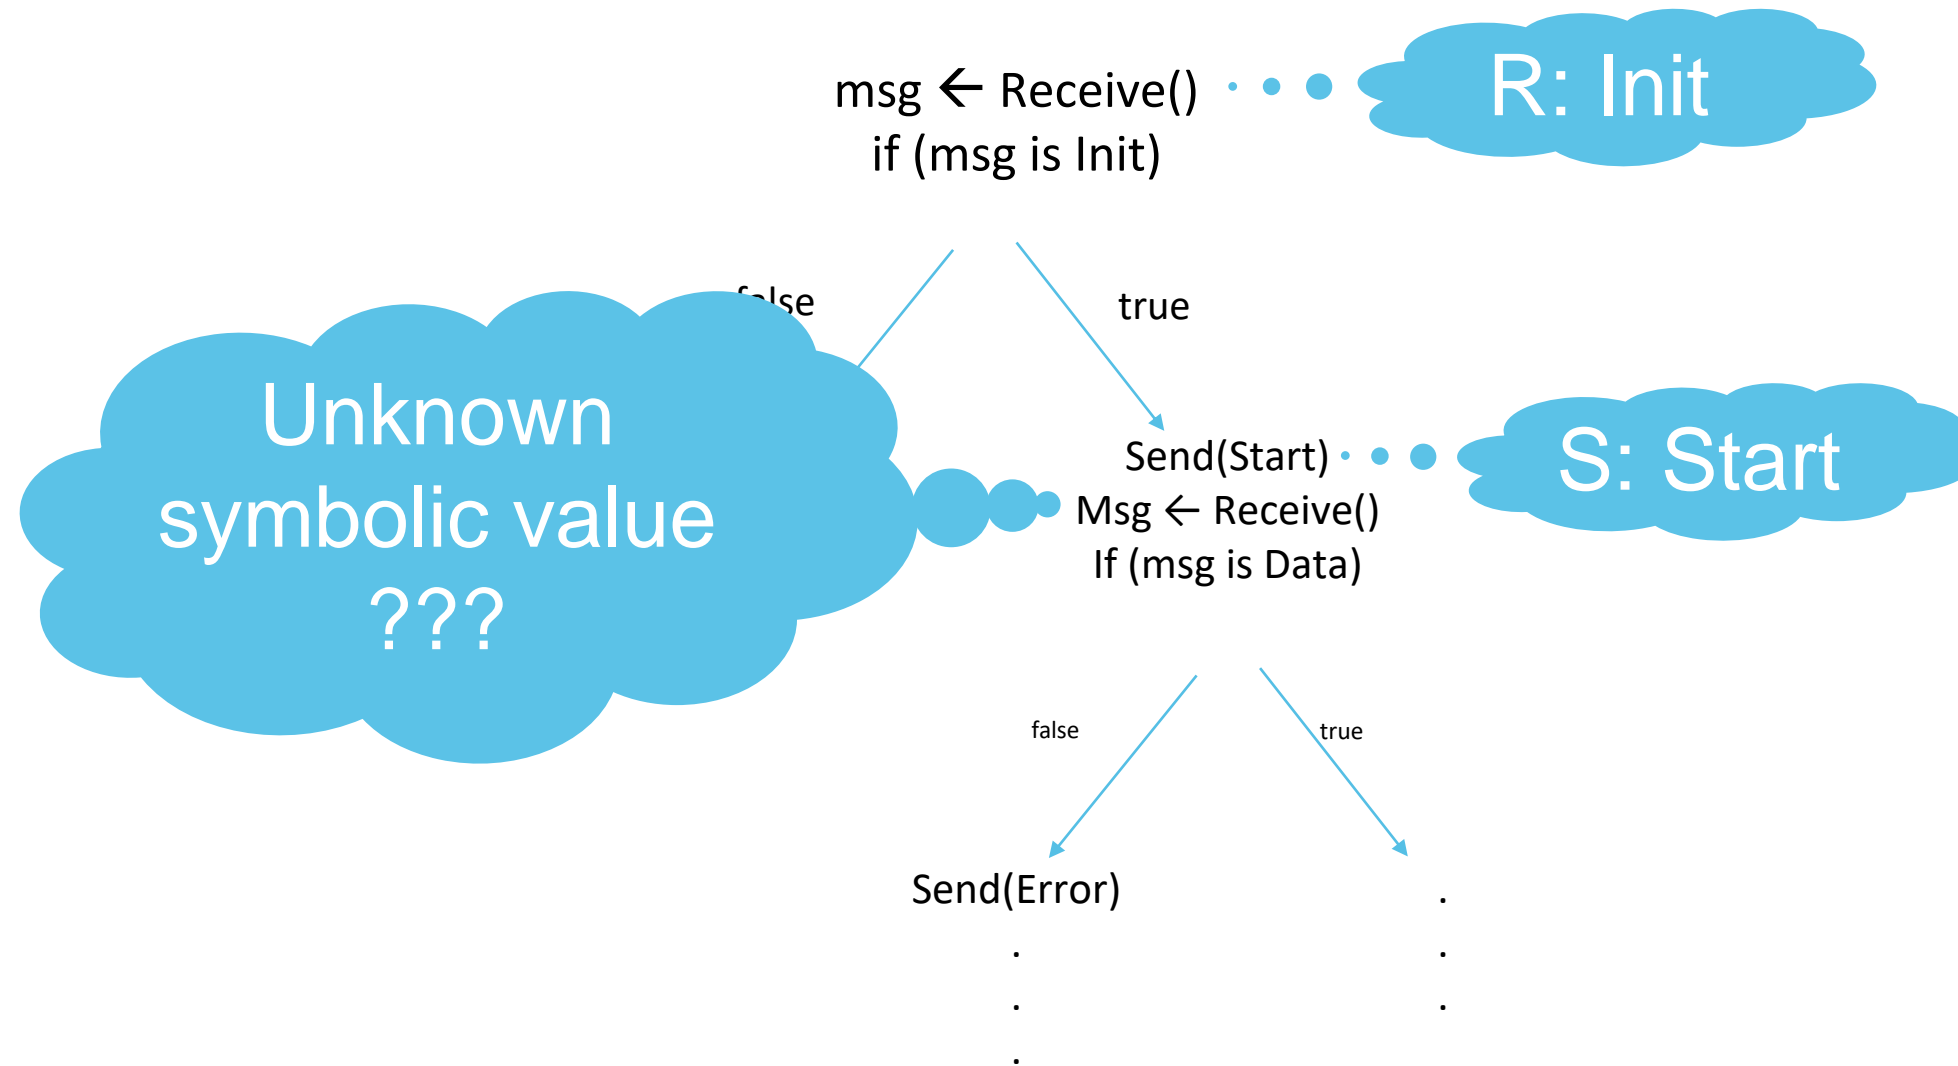 msg ← Receive()
if (msg is Init)
R: Init
false
true
Unknown
symbolic value
???
Send(Start)
Msg ← Receive()
If (msg is Data)
S: Start
false
true
Send(Error)
.
.
.
.
.
.